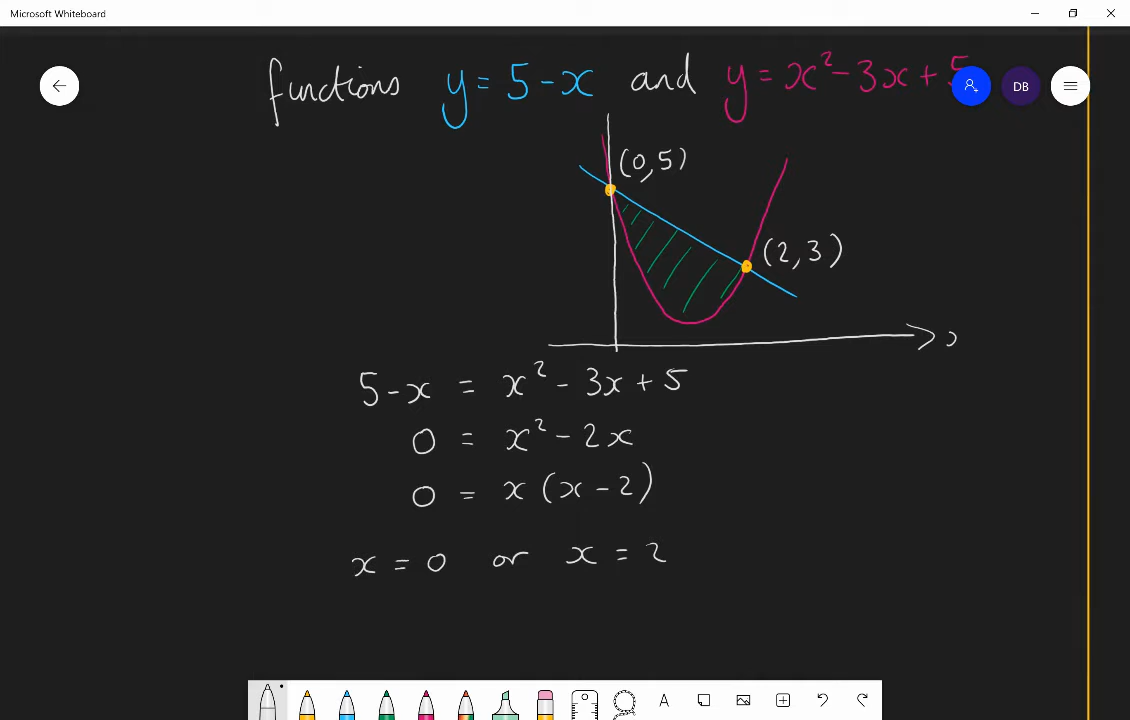 Microsoft Whiteboard
functions y = 5 - x and y = x² - 3x + 5
DB
(0,5)
(2,3)
x
5 - x = x² - 3x + 5
0 = x² - 2x
0 = x (x - 2)
x = 0 or x = 2
A